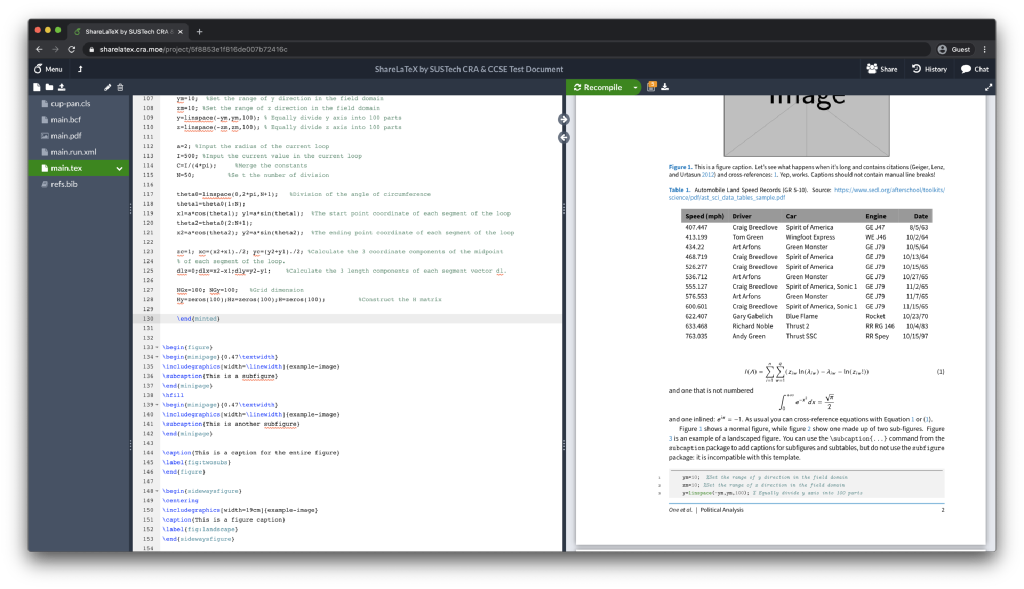 ShareLaTeX by SUSTech CRA &
sharelatex.cra.moe/project/5f8863e1f816de007b72416c
Guest
Menu
ShareLaTeX by SUSTech CRA & CCSE Test Document
Share
History
Chat
Recompile
cup-pan.cls
main.bcf
main.pdf
main.run.xml
main.tex
refs.bib
107 ym=10; %Set the range of y direction in the field domain
108 zm=10; %Set the range of z direction in the field domain
109 y=linspace(-ym,ym,100); % Equally divide y axis into 100 parts
110 z=linspace(-zm,zm,100); % Equally divide z axis into 100 parts
111
112 a=2; %Input the radius of the current loop
113 I=500; %Input the current value in the current loop
114 C=I/(4*pi); %Merge the constants
115 N=50; %Se t the number of division
116
117 theta0=linspace(0,2*pi,N+1); %Division of the angle of circumference
118 theta1=theta0(1:N);
119 x1=a*cos(theta1); y1=a*sin(theta1); %The start point coordinate of each segment of the loop
120 theta2=theta0(2:N+1);
121 x2=a*cos(theta2); y2=a*sin(theta2); %The ending point coordinate of each segment of the loop
122
123 zc=1; xc=(x2+x1)./2; yc=(y2+y1)./2; %Calculate the 3 coordinate components of the midpoint
124 % of each segment of the loop.
125 dlz=0;dlx=x2-x1;dly=y2-y1; %Calculate the 3 length components of each segment vector dl.
126
127 NGx=100; NGy=100; %Grid dimension
128 Hy=zeros(100);Hz=zeros(100);H=zeros(100); %Construct the H matrix
129
130 \end{minted}
131
132
133 \begin{figure}
134 \begin{minipage}{0.47\textwidth}
135 \includegraphics[width=\linewidth]{example-image}
136 \subcaption{This is a subfigure}
137 \end{minipage}
138 \hfill
139 \begin{minipage}{0.47\textwidth}
140 \includegraphics[width=\linewidth]{example-image}
141 \subcaption{This is another subfigure}
142 \end{minipage}
143
144 \caption{This is a caption for the entire figure}
145 \label{fig:twosubs}
146 \end{figure}
147
148 \begin{sidewaysfigure}
149 \centering
150 \includegraphics[width=19cm]{example-image}
151 \caption{This is a figure caption}
152 \label{fig:landscape}
153 \end{sidewaysfigure}
154
Image
Figure 1. This is a figure caption. Let's see what happens when it's long and contains citations (Geiger, Lenz,
and Urtasun 2012) and cross-references: 1. Yep, works. Captions should not contain manual line breaks!
Table 1. Automobile Land Speed Records (GR 5-10). Source: https://www.sedl.org/afterschool/toolkits/
science/pdf/ast_sci_data_tables_sample.pdf
Speed (mph) Driver Car Engine Date
407.447 Craig Breedlove Spirit of America GE J47 8/5/63
413.199 Tom Green Wingfoot Express WE J46 10/2/64
434.22 Art Arfons Green Monster GE J79 10/5/64
468.719 Craig Breedlove Spirit of America GE J79 10/13/64
526.277 Craig Breedlove Spirit of America GE J79 10/15/65
536.712 Art Arfons Green Monster GE J79 10/27/65
555.127 Craig Breedlove Spirit of America, Sonic 1 GE J79 11/2/65
576.553 Art Arfons Green Monster GE J79 11/7/65
600.601 Craig Breedlove Spirit of America, Sonic 1 GE J79 11/15/65
622.407 Gary Gabelich Blue Flame Rocket 10/23/70
633.468 Richard Noble Thrust 2 RR RG 146 10/4/83
763.035 Andy Green Thrust SSC RR Spey 10/15/97
(1)
and one that is not numbered
∫₀^{+∞} e^{-x²} dx = √π/2
and one inlined: e^{iπ} = −1. As usual you can cross-reference equations with Equation 1 or (1).
Figure 1 shows a normal figure, while figure 2 show one made up of two sub-figures. Figure
3 is an example of a landscaped figure. You can use the \subcaption{...} command from the
subcaption package to add captions for subfigures and subtables, but do not use the subfigure
package: it is incompatible with this template.
ym=10; %Set the range of y direction in the field domain
zm=10; %Set the range of z direction in the field domain
y=linspace(-ym,ym,100); % Equally divide y axis into 100 parts
One et al. | Political Analysis 2